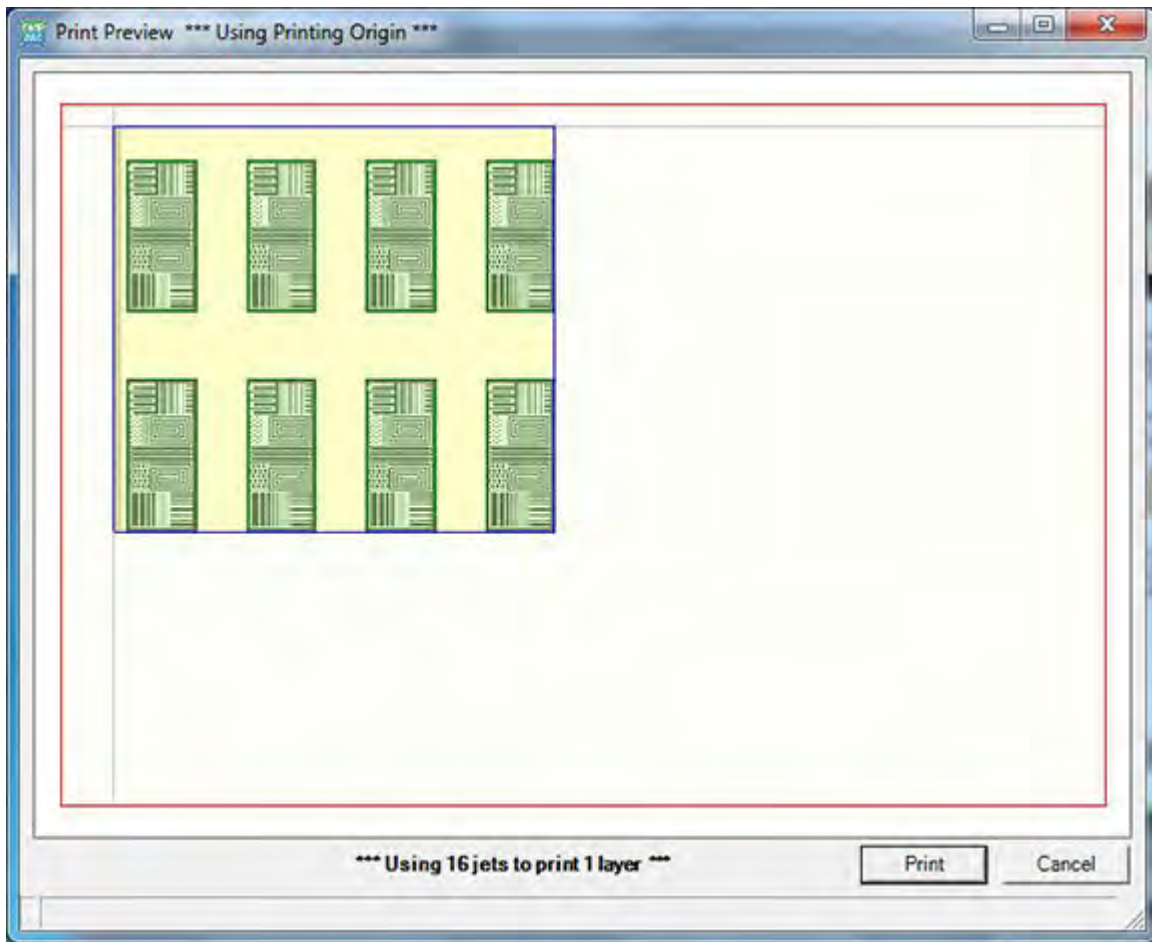 Print Preview *** Using Printing Origin ***
*** Using 16 jets to print 1 layer ***
Print
Cancel